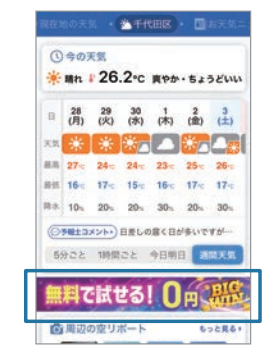 現在地の天気 千代田区 お天気ニ
今の天気
晴れ 26.2℃ 爽やか・ちょうどいい
日 28 29 30 1 2 3
(月) (火) (水) (木) (金) (土)
天気
最高 27℃ 24℃ 24℃ 23℃ 25℃ 26℃
最低 16℃ 17℃ 15℃ 16℃ 17℃ 17℃
降水 10% 20% 20% 30% 20% 30%
予報士コメント 日差しの届く日が多いですが…
5分ごと 1時間ごと 今日明日 週間天気
無料で試せる! 0円 BIG WIN
周辺の空リポート もっと見る